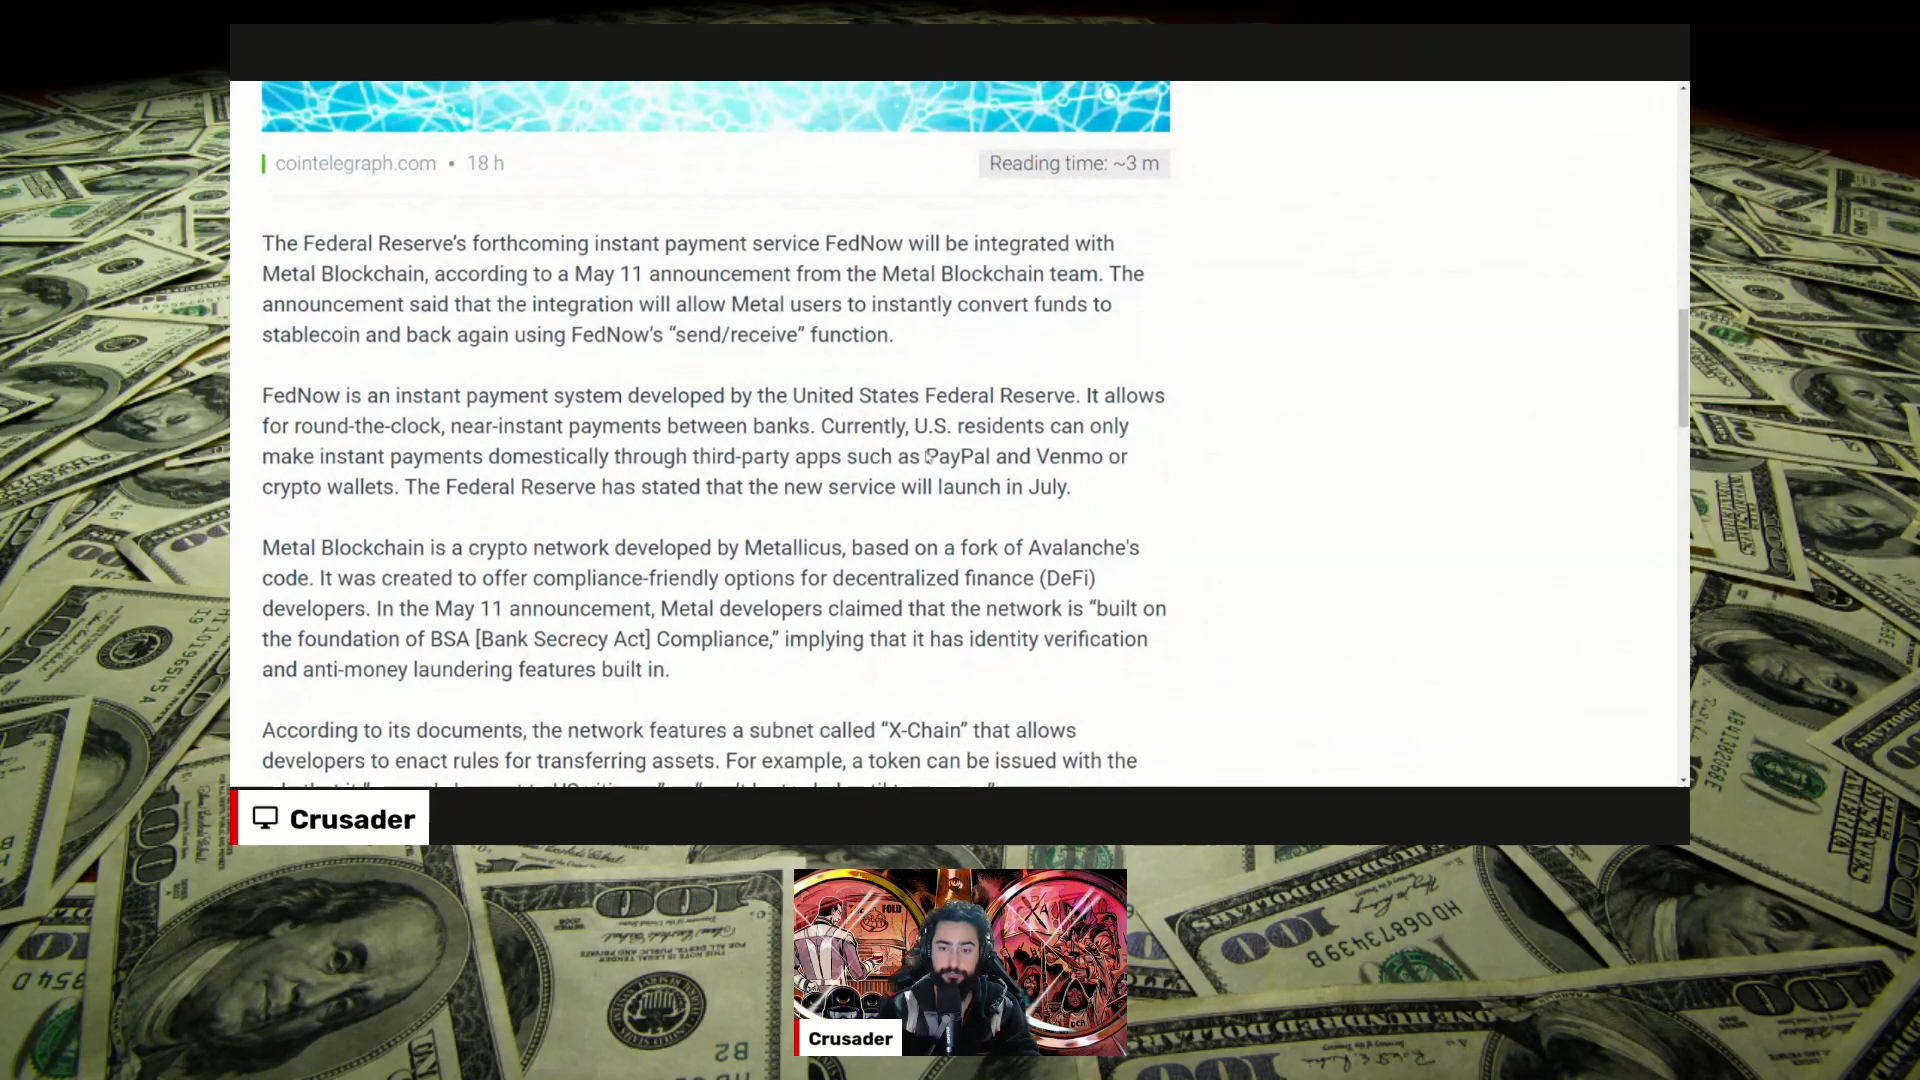 cointelegraph.com • 18 h
Reading time: ~3 m
The Federal Reserve’s forthcoming instant payment service FedNow will be integrated with
Metal Blockchain, according to a May 11 announcement from the Metal Blockchain team. The
announcement said that the integration will allow Metal users to instantly convert funds to
stablecoin and back again using FedNow’s “send/receive” function.
FedNow is an instant payment system developed by the United States Federal Reserve. It allows
for round-the-clock, near-instant payments between banks. Currently, U.S. residents can only
make instant payments domestically through third-party apps such as PayPal and Venmo or
crypto wallets. The Federal Reserve has stated that the new service will launch in July.
Metal Blockchain is a crypto network developed by Metallicus, based on a fork of Avalanche's
code. It was created to offer compliance-friendly options for decentralized finance (DeFi)
developers. In the May 11 announcement, Metal developers claimed that the network is “built on
the foundation of BSA [Bank Secrecy Act] Compliance,” implying that it has identity verification
and anti-money laundering features built in.
According to its documents, the network features a subnet called “X-Chain” that allows
developers to enact rules for transferring assets. For example, a token can be issued with the
Crusader
Crusader
HD06873439B
100